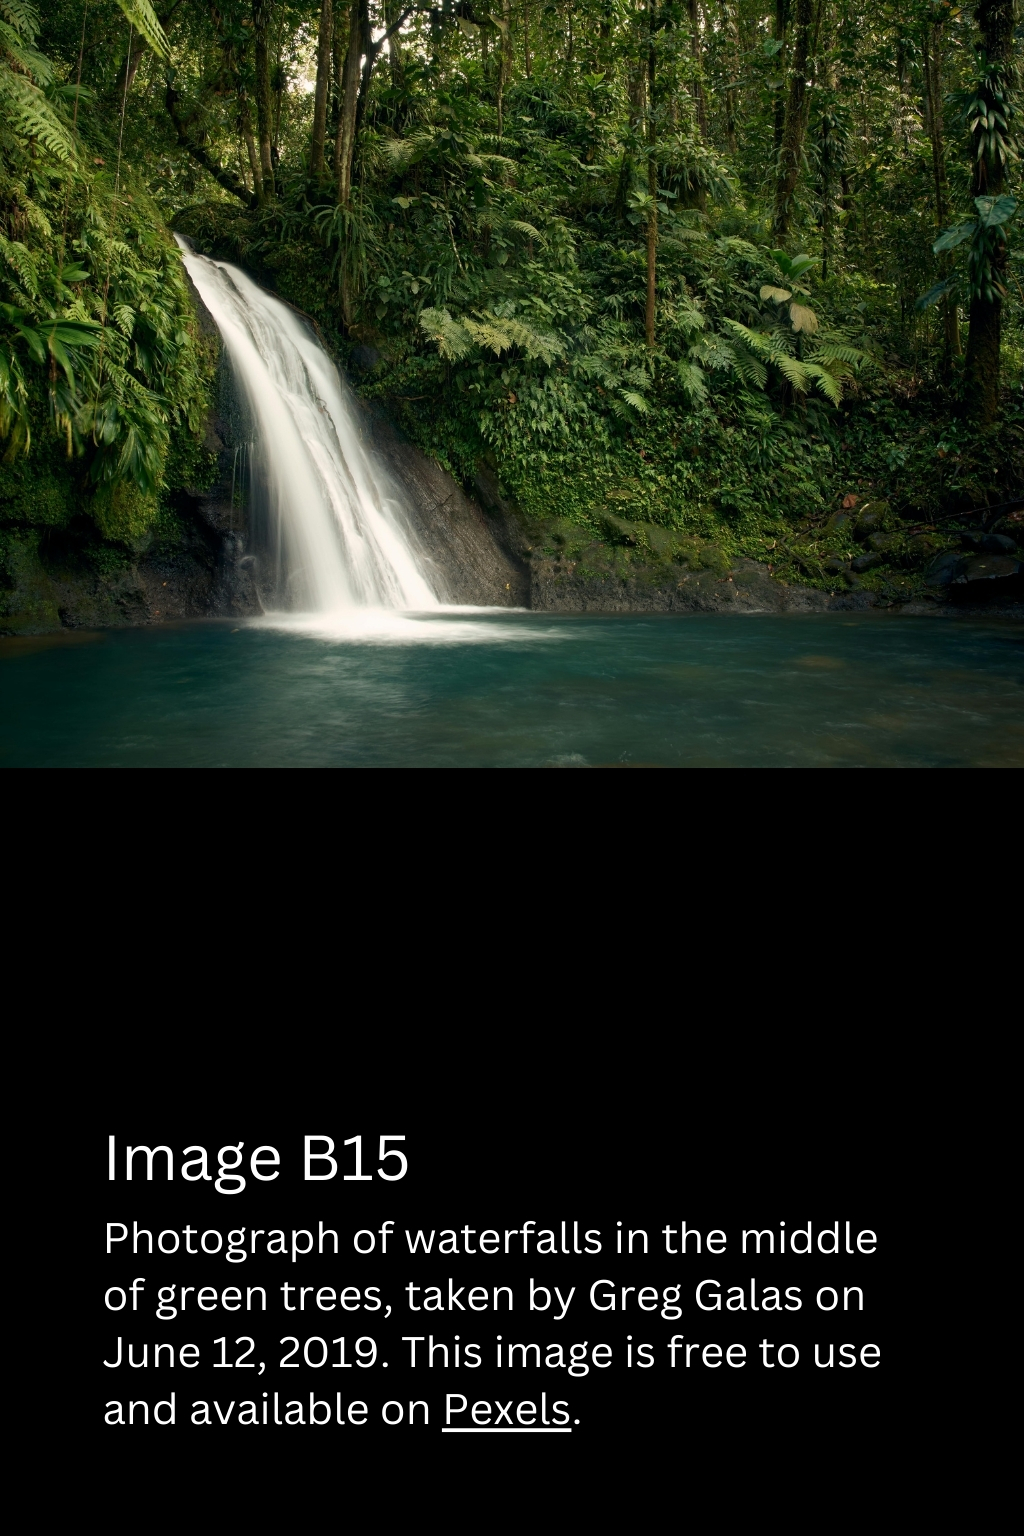 Image B15
Photograph of waterfalls in the middle
of green trees, taken by Greg Galas on
June 12, 2019. This image is free to use
and available on Pexels.